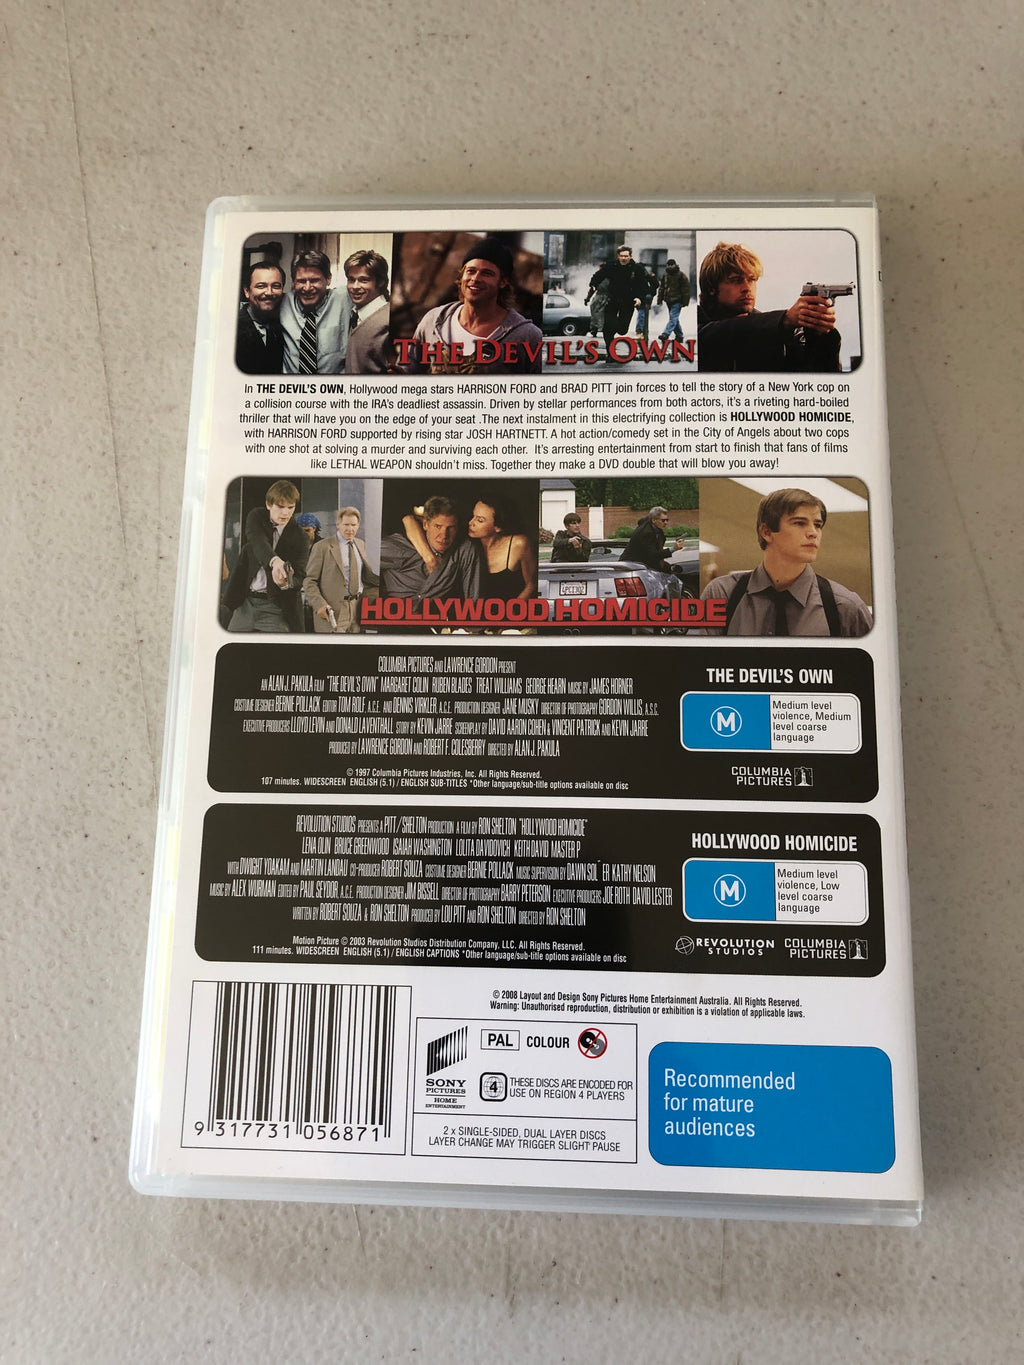 THE DEVIL'S OWN
In THE DEVIL'S OWN, Hollywood mega stars HARRISON FORD and BRAD PITT join forces to tell the story of a New York cop on
a collision course with the IRA's deadliest assassin. Driven by stellar performances from both actors, it's a riveting hard-boiled
thriller that will have you on the edge of your seat .The next instalment in this electrifying collection is HOLLYWOOD HOMICIDE,
with HARRISON FORD supported by rising star JOSH HARTNETT. A hot action/comedy set in the City of Angels about two cops
with one shot at solving a murder and surviving each other. It's arresting entertainment from start to finish that fans of films
like LETHAL WEAPON shouldn't miss. Together they make a DVD double that will blow you away!
HOLLYWOOD HOMICIDE
COLUMBIA PICTURES AND LAWRENCE GORDON PRESENT
AN ALAN J. PAKULA FILM "THE DEVIL'S OWN" MARGARET COLIN RUBEN BLADES TREAT WILLIAMS GEORGE HEARN MUSIC BY JAMES HORNER
COSTUME DESIGNER BERNIE POLLACK EDITOR TOM ROLF, A.C.E. AND DENNIS VIRKLER A.C.E. PRODUCTION DESIGNER JANE MUSKY DIRECTOR OF PHOTOGRAPHY GORDON WILLIS, A.S.C.
EXECUTIVE PRODUCERS LLOYD LEVIN AND DONALD LAVENTHALL STORY BY KEVIN JARRE SCREENPLAY BY DAVID AARON COHEN & VINCENT PATRICK AND KEVIN JARRE
PRODUCED BY LAWRENCE GORDON AND ROBERT F. COLESBERRY DIRECTED BY ALAN J. PAKULA
© 1997 Columbia Pictures Industries, Inc. All Rights Reserved.
107 minutes. WIDESCREEN ENGLISH (5.1) / ENGLISH SUB-TITLES *Other language/sub-title options available on disc
THE DEVIL'S OWN
M
Medium level
violence, Medium
level coarse
language
COLUMBIA
PICTURES
REVOLUTION STUDIOS PRESENTS A PITT/SHELTON PRODUCTION A FILM BY RON SHELTON "HOLLYWOOD HOMICIDE"
LENA OLIN BRUCE GREENWOOD ISAIAH WASHINGTON LOLITA DAVIDOVICH KEITH DAVID MASTER P
WITH DWIGHT YOAKAM AND MARTIN LANDAU CO-PRODUCER ROBERT SOUZA COSTUME DESIGNER BERNIE POLLACK MUSIC SUPERVISION BY DAWN SOL¨ER KATHY NELSON
MUSIC BY ALEX WURMAN EDITED BY PAUL SEYDOR, A.C.E. PRODUCTION DESIGNER JIM BISSELL DIRECTOR OF PHOTOGRAPHY BARRY PETERSON EXECUTIVE PRODUCERS JOE ROTH DAVID LESTER
WRITTEN BY ROBERT SOUZA & RON SHELTON PRODUCED BY LOU PITT AND RON SHELTON DIRECTED BY RON SHELTON
Motion Picture © 2003 Revolution Studios Distribution Company, LLC. All Rights Reserved.
111 minutes. WIDESCREEN ENGLISH (5.1) / ENGLISH CAPTIONS *Other language/sub-title options available on disc
HOLLYWOOD HOMICIDE
M
Medium level
violence, Low
level coarse
language
REVOLUTION
STUDIOS
COLUMBIA
PICTURES
© 2008 Layout and Design Sony Pictures Home Entertainment Australia. All Rights Reserved.
Warning: Unauthorised reproduction, distribution or exhibition is a violation of applicable laws.
9 317731 056871
SONY
PICTURES
HOME
ENTERTAINMENT
PAL COLOUR
4
THESE DISCS ARE ENCODED FOR
USE ON REGION 4 PLAYERS
2 x SINGLE-SIDED, DUAL LAYER DISCS
LAYER CHANGE MAY TRIGGER SLIGHT PAUSE
Recommended
for mature
audiences